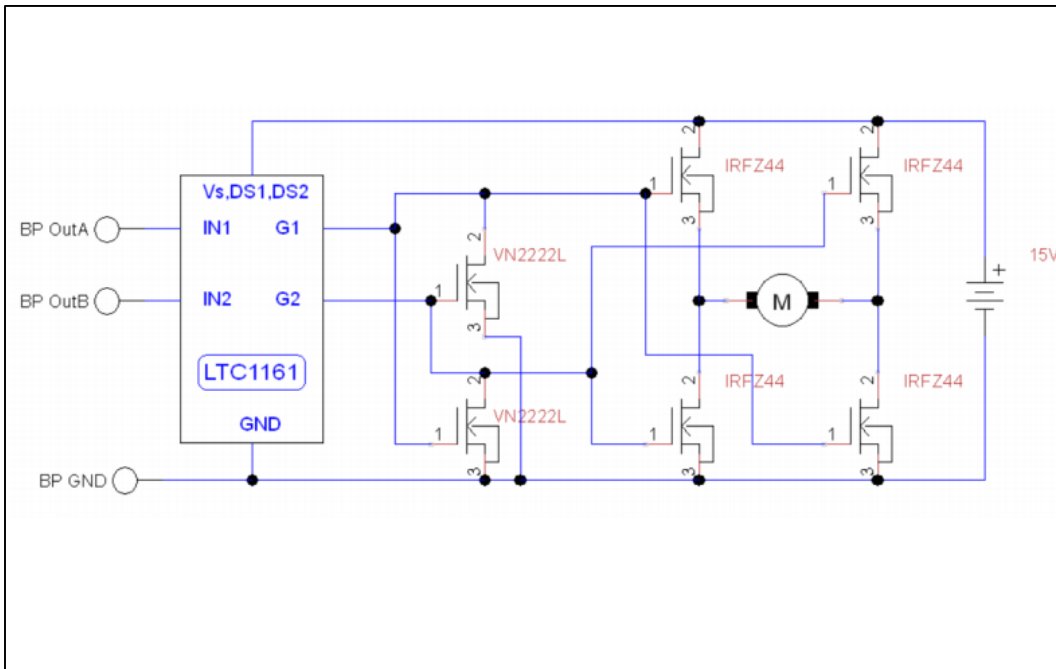 2
2
IRFZ44
IRFZ44
Vs,DS1,DS2
1
1
BP OutA
IN1
G1
3
3
2
VN2222L
15V
+
BP OutB
IN2
G2
1
M
3
LTC1161
2
2
2
IRFZ44
IRFZ44
VN2222L
GND
1
1
1
BP GND
3
3
3